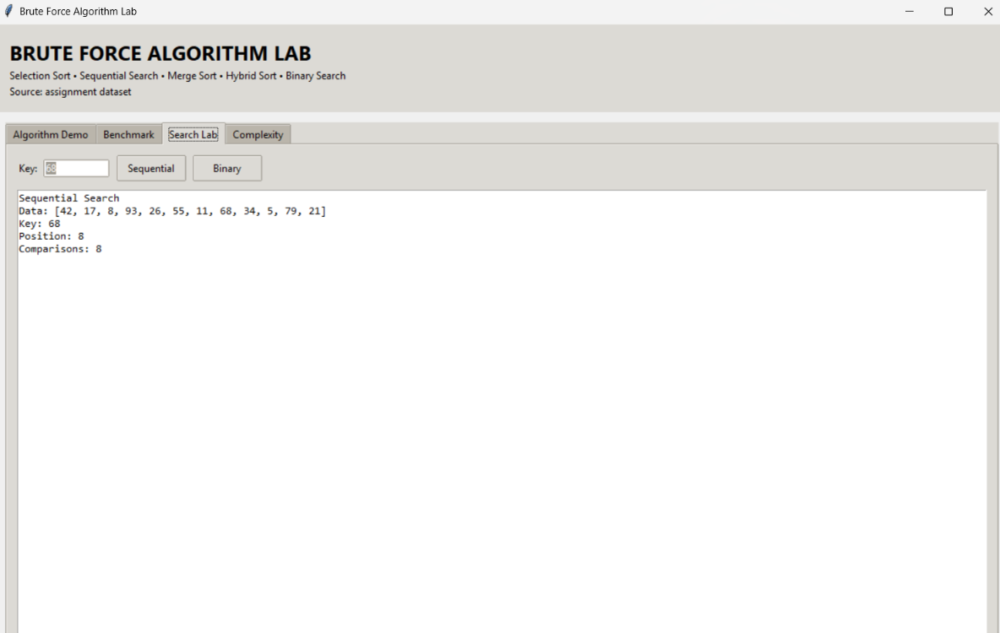 Brute Force Algorithm Lab
BRUTE FORCE ALGORITHM LAB
Selection Sort • Sequential Search • Merge Sort • Hybrid Sort • Binary Search
Source: assignment dataset
Algorithm Demo Benchmark Search Lab Complexity
Key: 68 Sequential Binary
Sequential Search
Data: [42, 17, 8, 93, 26, 55, 11, 68, 34, 5, 79, 21]
Key: 68
Position: 8
Comparisons: 8